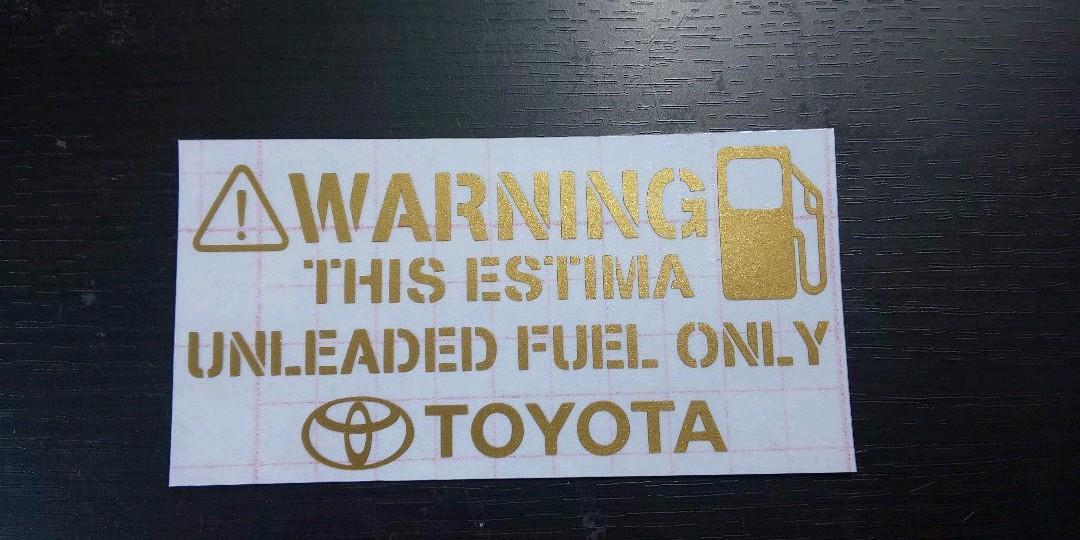 WARNING
THIS ESTIMA
UNLEADED FUEL ONLY
TOYOTA